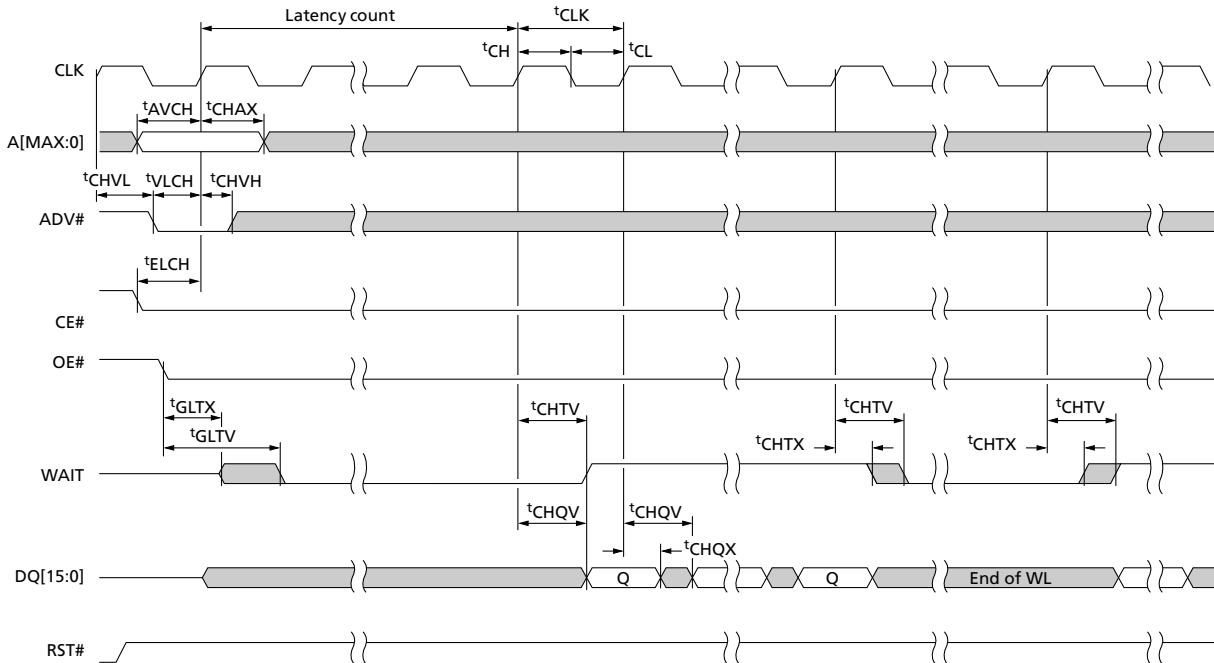 Latency count
tCLK
tCH
tCL
CLK
tAVCH
tCHAX
A[MAX:0]
tCHVL
tVLCH
tCHVH
ADV#
tELCH
CE#
OE#
tGLTX
tCHTV
tCHTV
tCHTV
tGLTV
tCHTX
tCHTX
WAIT
tCHQV
tCHQV
tCHQX
DQ[15:0]
Q
Q
End of WL
RST#